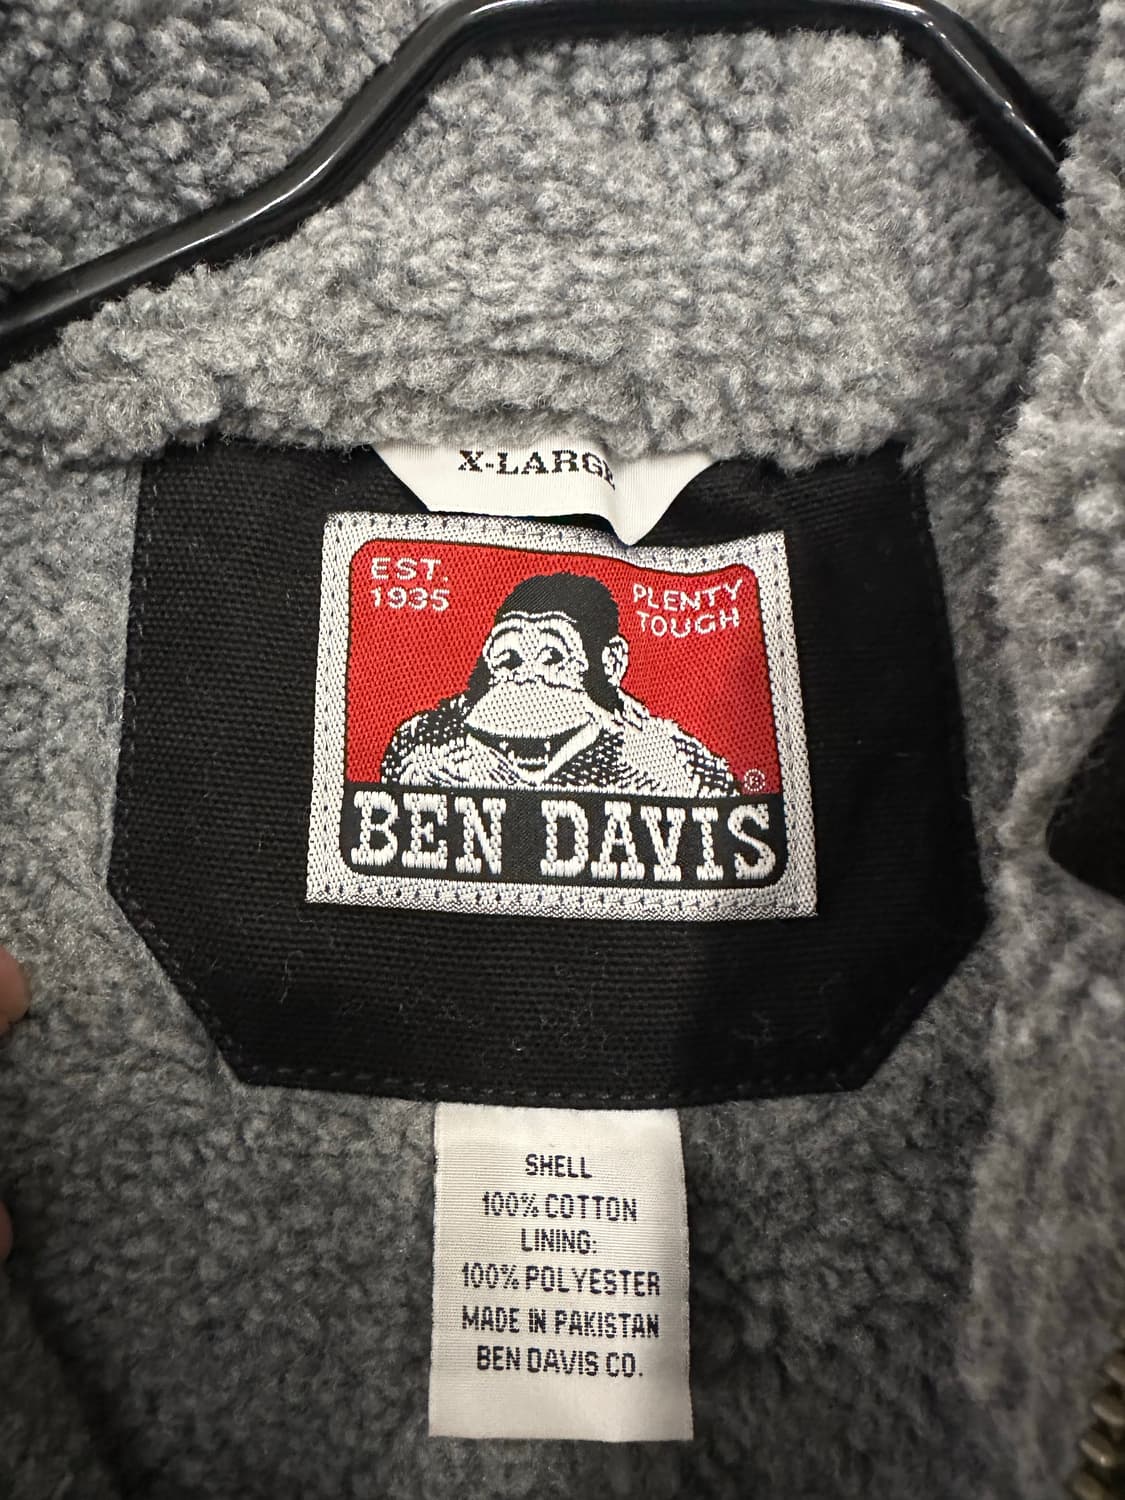 X-LARGE
EST.
1935
PLENTY
TOUGH
®
BEN DAVIS
SHELL
100% COTTON
LINING:
100% POLYESTER
MADE IN PAKISTAN
BEN DAVIS CO.